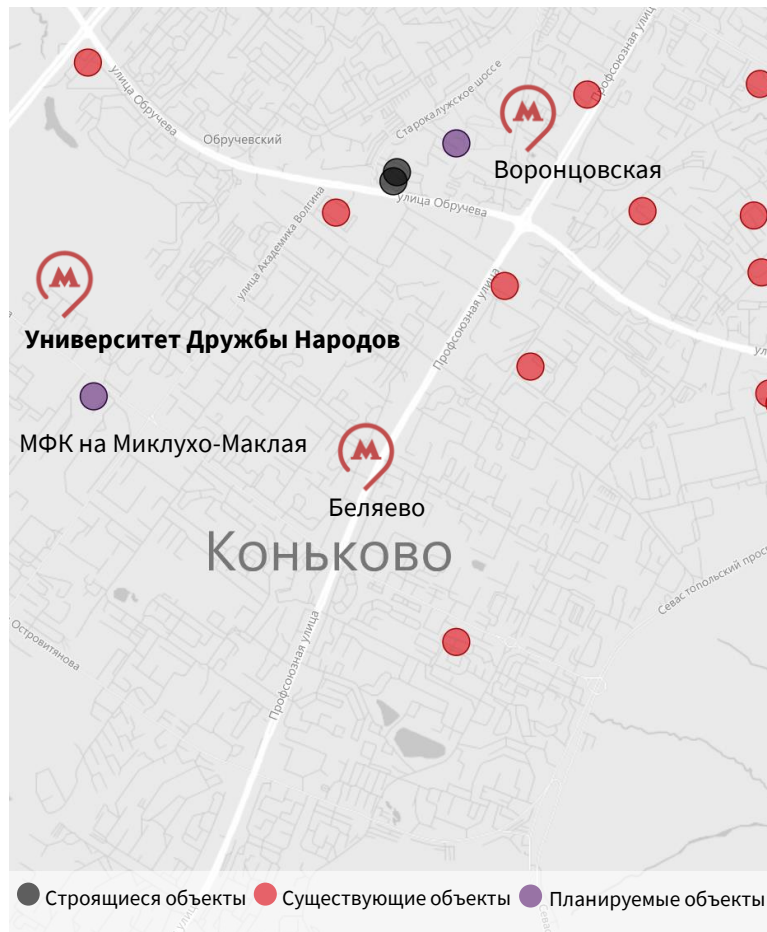 улица Обручева
Профсоюзная улица
Старокалужское шоссе
Обручевский
Воронцовская
улица Обручева
улица Академика Волгина
Университет Дружбы Народов
Профсоюзная улица
МФК на Миклухо-Маклая
Беляево
Коньково
Севастопольский прос
Островитянова
Профсоюзная улица
Строящиеся объекты
Существующие объекты
Планируемые объекты